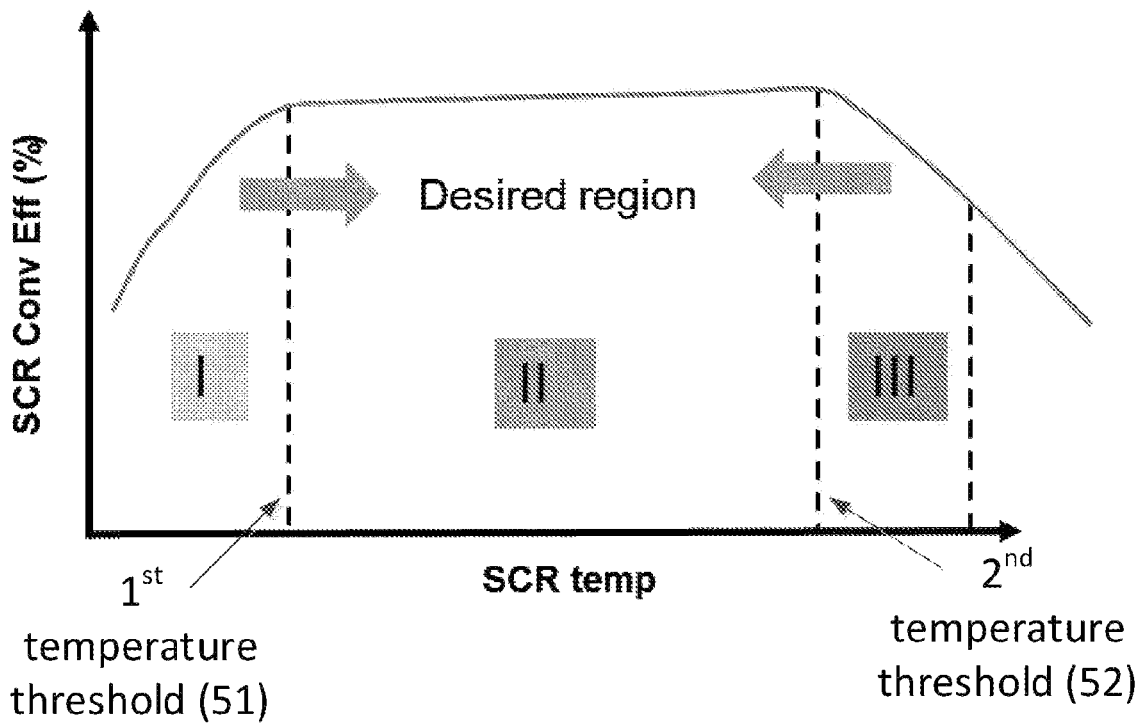 SCR Conv Eff (%)
Desired region
I
II
III
SCR temp
1st
temperature
threshold (51)
2nd
temperature
threshold (52)